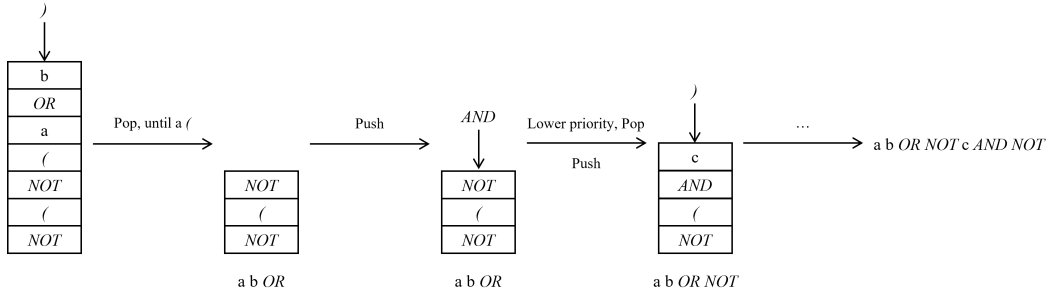 )
b
OR
a
(
NOT
(
NOT
Pop, until a (
NOT
(
NOT
a b OR
Push
AND
NOT
(
NOT
a b OR
Lower priority, Pop
Push
)
c
AND
(
NOT
a b OR NOT
...
a b OR NOT c AND NOT